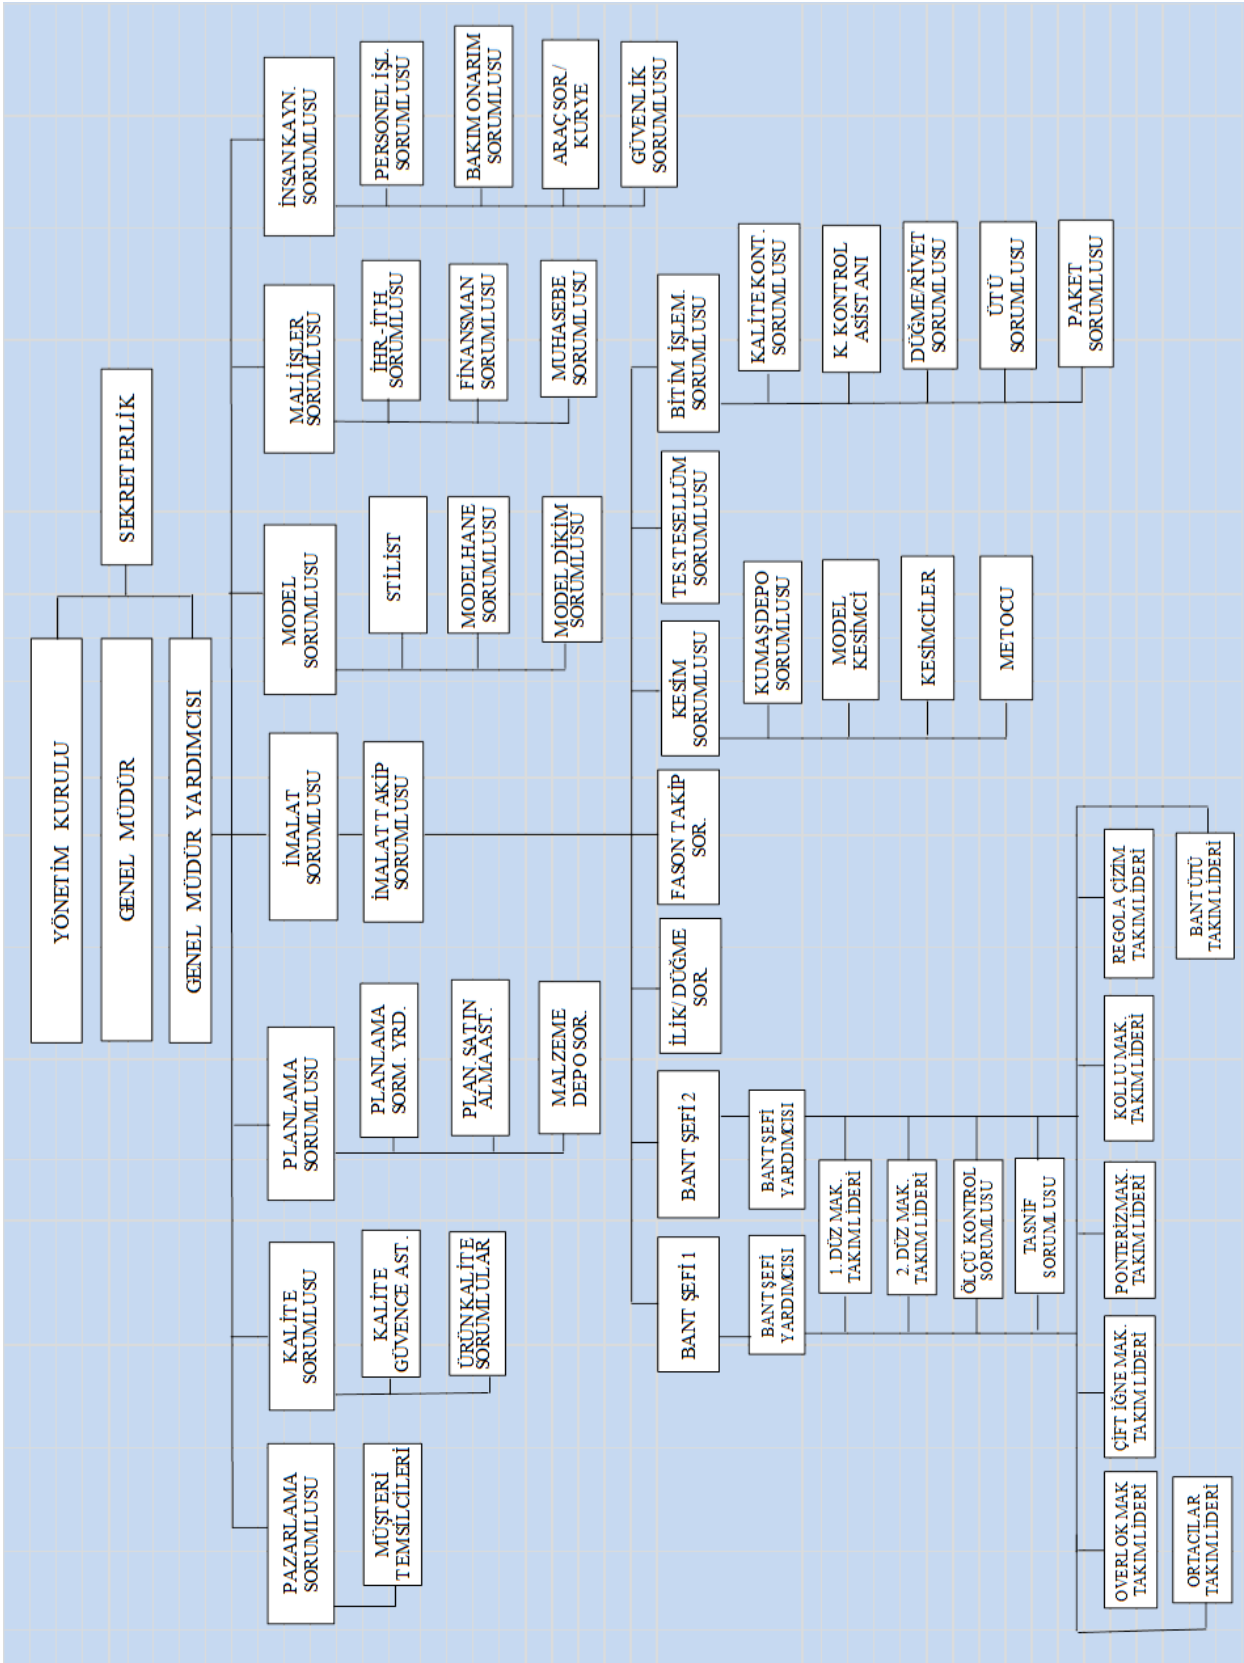 YÖNETİM KURULU
GENEL MÜDÜR
GENEL MÜDÜR YARDIMCISI
SEKRETERLİK
PAZARLAMA
SORUMLUSU
MÜŞTERİ
TEMSİLCİLERİ
KALİTE
SORUMLUSU
KALİTE
GÜVENCE AST.
ÜRÜN KALİTE
SORUMLULAR
PLANLAMA
SORUMLUSU
PLANLAMA
SORM. YRD.
PLAN. SATIN
ALMA AST.
MALZEME
DEPO SOR.
İMALAT
SORUMLUSU
İMALAT TAKİP
SORUMLUSU
MODEL
SORUMLUSU
STİLİST
MODELHANE
SORUMLUSU
MODEL DİKİM
SORUMLUSU
MALİ İŞLER
SORUMLUSU
İHR.-İTH
SORUMLUSU
FİNANSMAN
SORUMLUSU
MUHASEBE
SORUMLUSU
İNSAN KAYN.
SORUMLUSU
PERSONEL İŞL.
SORUMLUSU
BAKIM ONARIM
SORUMLUSU
ARAÇ SOR./
KURYE
GÜVENLİK
SORUMLUSU
BANT ŞEFİ 1
BANT ŞEFİ
YARDIMCISI
BANT ŞEFİ 2
BANT ŞEFİ
YARDIMCISI
1. DÜZ MAK.
TAKIM LİDERİ
2. DÜZ MAK.
TAKIM LİDERİ
ÖLÇÜ KONTROL
SORUMLUSU
TASNİF
SORUMLUSU
İLİK/ DÜĞME
SOR.
FASON TAKİP
SOR.
KESİM
SORUMLUSU
KUMAŞ DEPO
SORUMLUSU
MODEL
KESİMCİ
KESİMCİLER
METOCU
TES.TESELLÜM
SORUMLUSU
BİTİM İŞLEM.
SORUMLUSU
KALİTE KONT.
SORUMLUSU
K. KONTROL
ASİSTANI
DÜĞME/RİVET
SORUMLUSU
ÜTÜ
SORUMLUSU
PAKET
SORUMLUSU
OVERLOK MAK
TAKIM LİDERİ
ORTACILAR
TAKIM LİDERİ
ÇİFT İĞNE MAK.
TAKIM LİDERİ
PONTERİZ MAK.
TAKIM LİDERİ
KOLLU MAK.
TAKIM LİDERİ
REGOLA ÇİZİM
TAKIM LİDERİ
BANT ÜTÜ
TAKIM LİDERİ